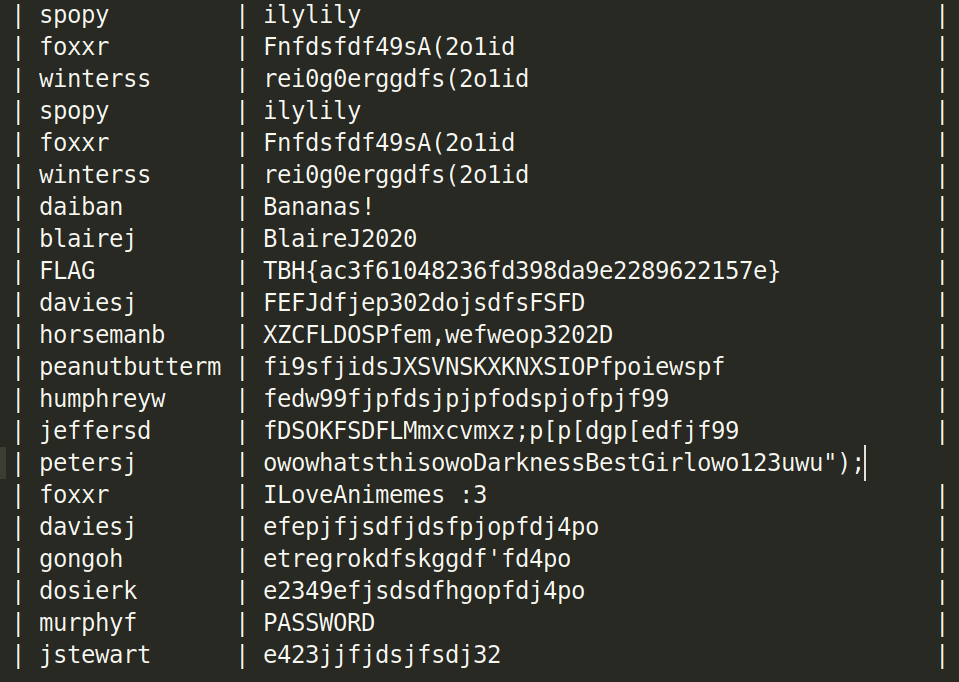 | spopy | ilylily |
| foxxr | Fnfdsfdf49sA(2o1id |
| winterss | rei0g0erggdfs(2o1id |
| spopy | ilylily |
| foxxr | Fnfdsfdf49sA(2o1id |
| winterss | rei0g0erggdfs(2o1id |
| daiban | Bananas! |
| blairej | BlaireJ2020 |
| FLAG | TBH{ac3f61048236fd398da9e2289622157e} |
| daviesj | FEFJdfjep302dojsdfsFSFD |
| horsemanb | XZCFLDOSPfem,wefweop3202D |
| peanutbutterm | fi9sfjidsJXSVNSKXKNXSIOPfpoiewspf |
| humphreyw | fedw99fjpfdsjpjpfodspjofpjf99 |
| jeffersd | fDSOKFSDFLMmxcvmxz;p[p[dgp[edfjf99 |
| petersj | owowhatsthisowoDarknessBestGirlowo123uwu");
| foxxr | ILoveAnimemes :3 |
| daviesj | efepjfjsdfjdsfpjopfdj4po |
| gongoh | etregrokdfskggdf'fd4po |
| dosierk | e2349efjsdsdfhgopfdj4po |
| murphyf | PASSWORD |
| jstewart | e423jjfjdsjfsdj32 |